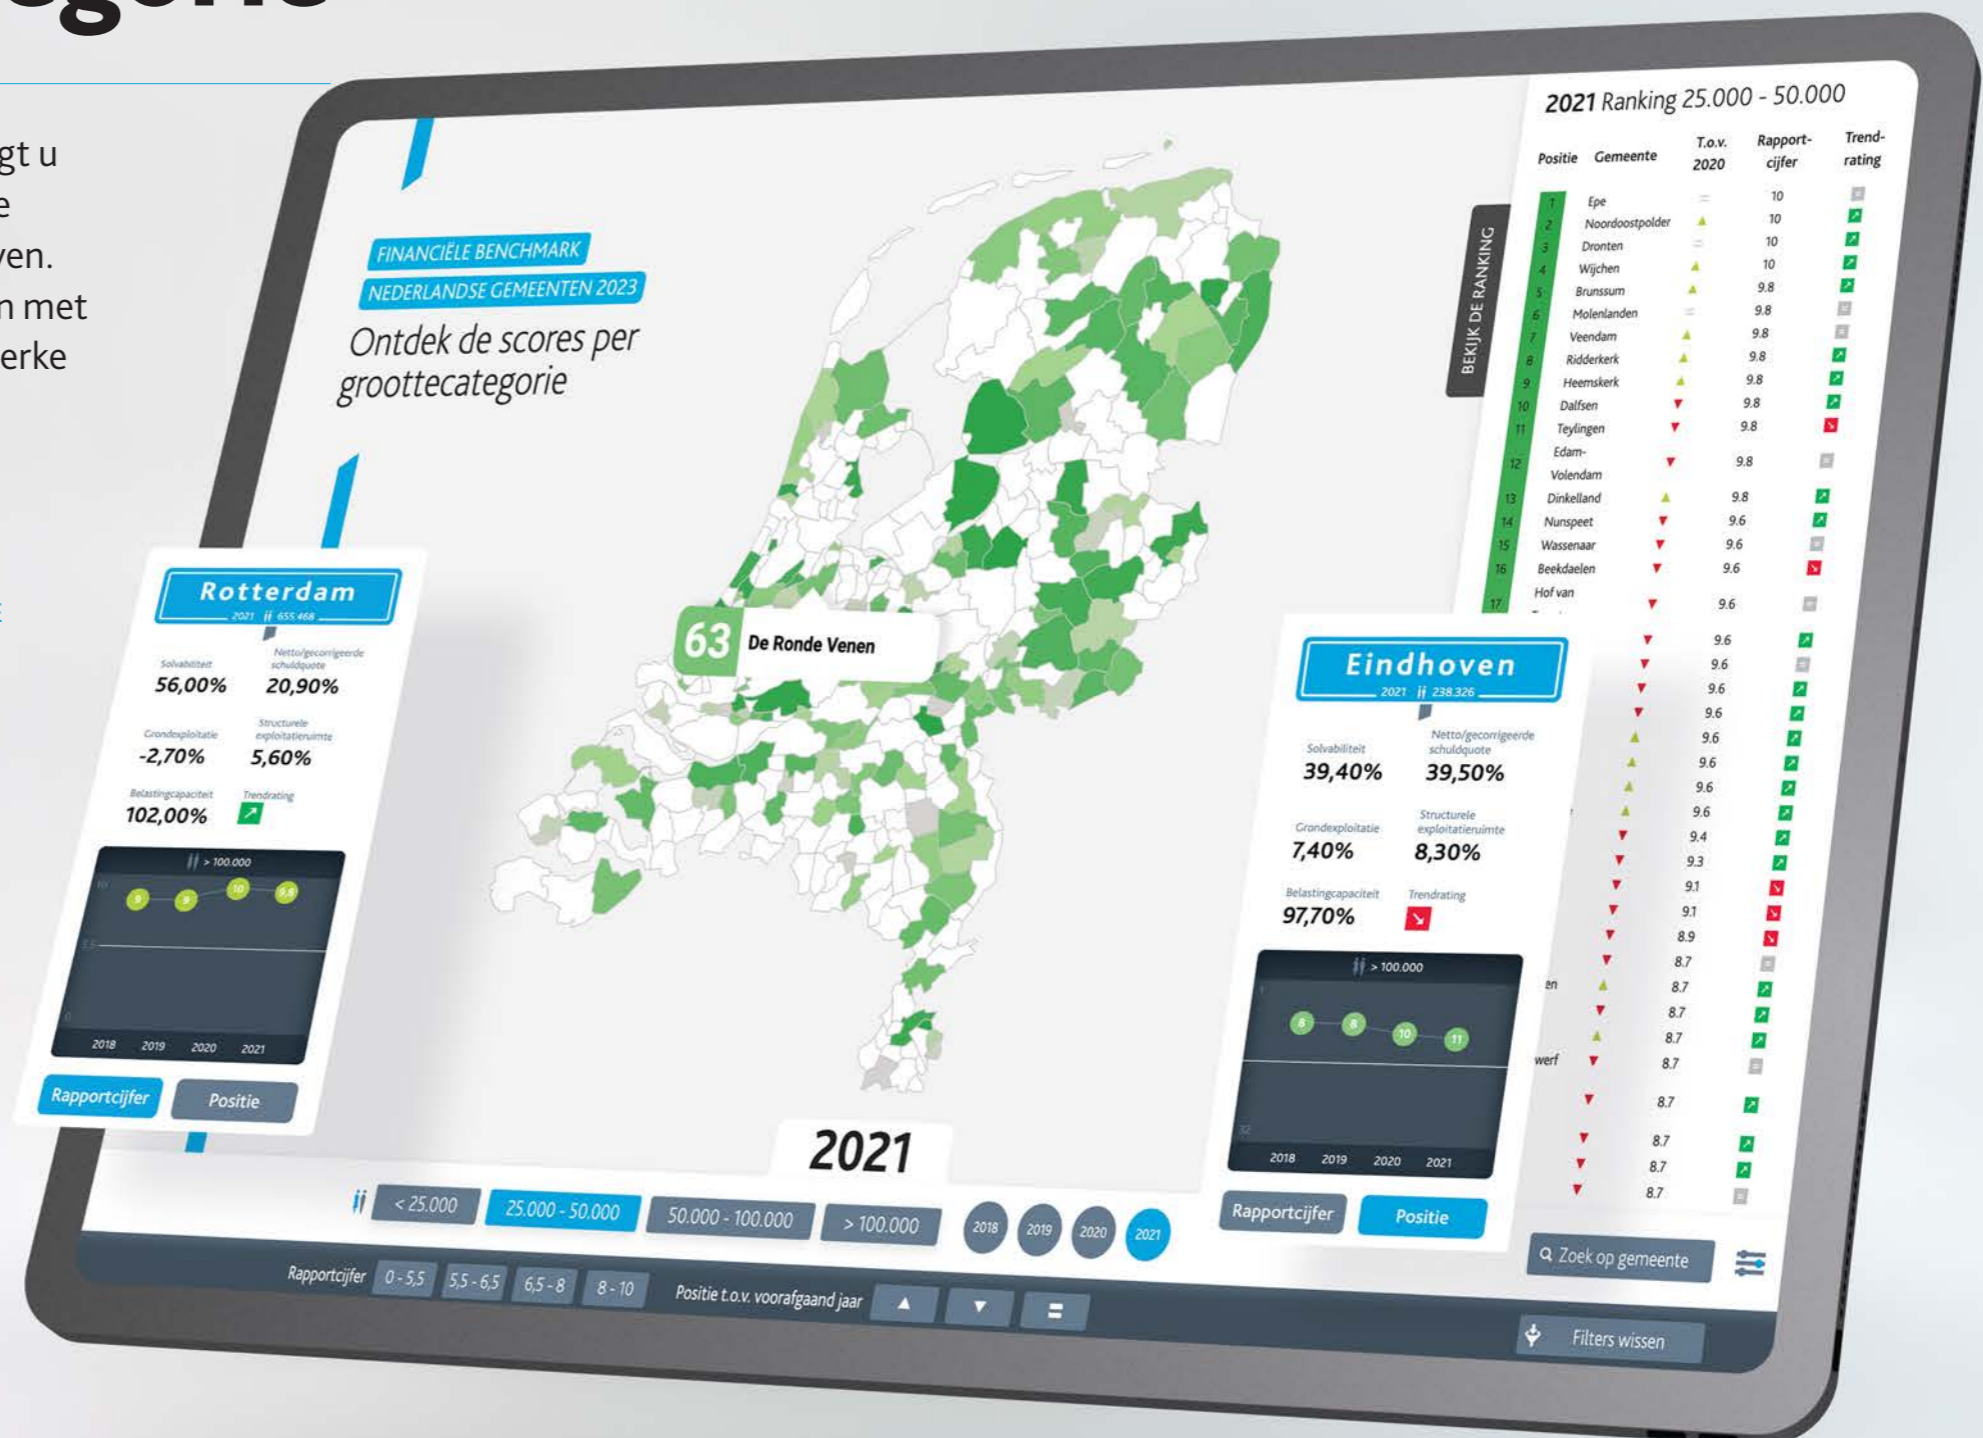 egorie
gt u
e
ven.
n met
erke
FINANCIËLE BENCHMARK
NEDERLANDSE GEMEENTEN 2023
Ontdek de scores per
groottecategorie
63 De Ronde Venen
2021
< 25.000 25.000 - 50.000 50.000 - 100.000 > 100.000 2018 2019 2020 2021
Rapportcijfer 0 - 5,5 5,5 - 6,5 6,5 - 8 8 - 10 Positie t.o.v. voorafgaand jaar ▲ ▼ =
Rotterdam
2021 655.468
Solvabiliteit Netto/gecorrigeerde
schuldquote
56,00% 20,90%
Grondexploitatie Structurele
exploitatieruimte
-2,70% 5,60%
Belastingcapaciteit Trendrating
102,00%
> 100.000
10
9 9 10 9,8
5,5
0
2018 2019 2020 2021
Rapportcijfer Positie
Eindhoven
2021 238.326
Solvabiliteit Netto/gecorrigeerde
schuldquote
39,40% 39,50%
Grondexploitatie Structurele
exploitatieruimte
7,40% 8,30%
Belastingcapaciteit Trendrating
97,70%
> 100.000
1
8 8 10 11
32
2018 2019 2020 2021
Rapportcijfer Positie
BEKIJK DE RANKING
2021 Ranking 25.000 - 50.000
Positie Gemeente T.o.v.
2020 Rapport-
cijfer Trend-
rating
1 Epe = 10 =
2 Noordoostpolder ▲ 10
3 Dronten = 10
4 Wijchen ▲ 10
5 Brunssum ▲ 9.8
6 Molenlanden = 9.8 =
7 Veendam ▲ 9.8 =
8 Ridderkerk ▲ 9.8
9 Heemskerk ▲ 9.8
10 Dalfsen ▼ 9.8
11 Teylingen ▼ 9.8
12 Edam-
Volendam ▼ 9.8 =
13 Dinkelland ▲ 9.8
14 Nunspeet ▼ 9.6
15 Wassenaar ▼ 9.6 =
16 Beekdaelen ▼ 9.6
17 Hof van
▼ 9.6 =
▼ 9.6
▼ 9.6 =
▼ 9.6
▼ 9.6
▲ 9.6
▲ 9.6
▲ 9.6
▲ 9.6
▼ 9.4
▼ 9.3
▼ 9.1
▼ 9.1
▼ 8.9
▼ 8.7 =
en ▲ 8.7
▼ 8.7
▲ 8.7
werf ▼ 8.7 =
▼ 8.7
▼ 8.7
▼ 8.7
▼ 8.7 =
Zoek op gemeente
Filters wissen